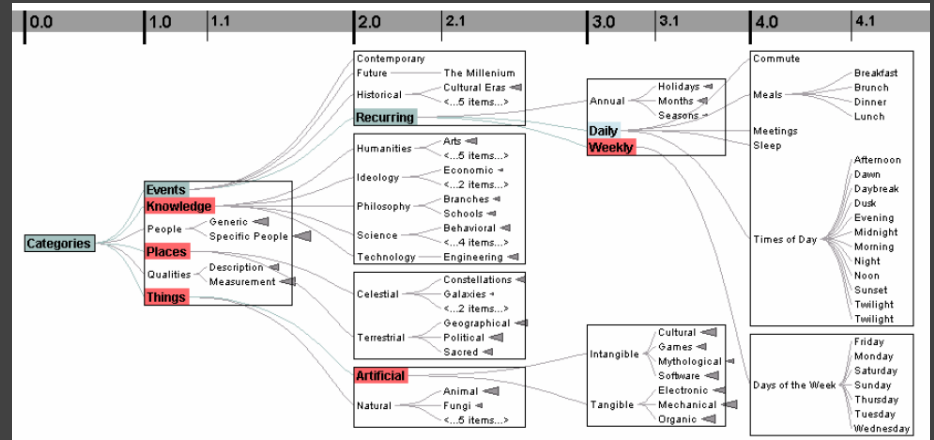 0.0
1.0
1.1
2.0
2.1
3.0
3.1
4.0
4.1
Categories
Events
Knowledge
People
Generic
Specific People
Places
Qualities
Description
Measurement
Things
Contemporary
Future
The Millenium
Historical
Cultural Eras
<...5 items...>
Recurring
Humanities
Arts
<...5 items...>
Ideology
Economic
<...2 items...>
Philosophy
Branches
Schools
Science
Behavioral
<...4 items...>
Technology
Engineering
Celestial
Constellations
Galaxies
<...2 items...>
Terrestrial
Geographical
Political
Sacred
Artificial
Natural
Animal
Fungi
<...5 items...>
Annual
Holidays
Months
Seasons
Daily
Weekly
Intangible
Cultural
Games
Mythological
Software
Tangible
Electronic
Mechanical
Organic
Commute
Meals
Breakfast
Brunch
Dinner
Lunch
Meetings
Sleep
Times of Day
Afternoon
Dawn
Daybreak
Dusk
Evening
Midnight
Morning
Night
Noon
Sunset
Twilight
Twilight
Days of the Week
Friday
Monday
Saturday
Sunday
Thursday
Tuesday
Wednesday